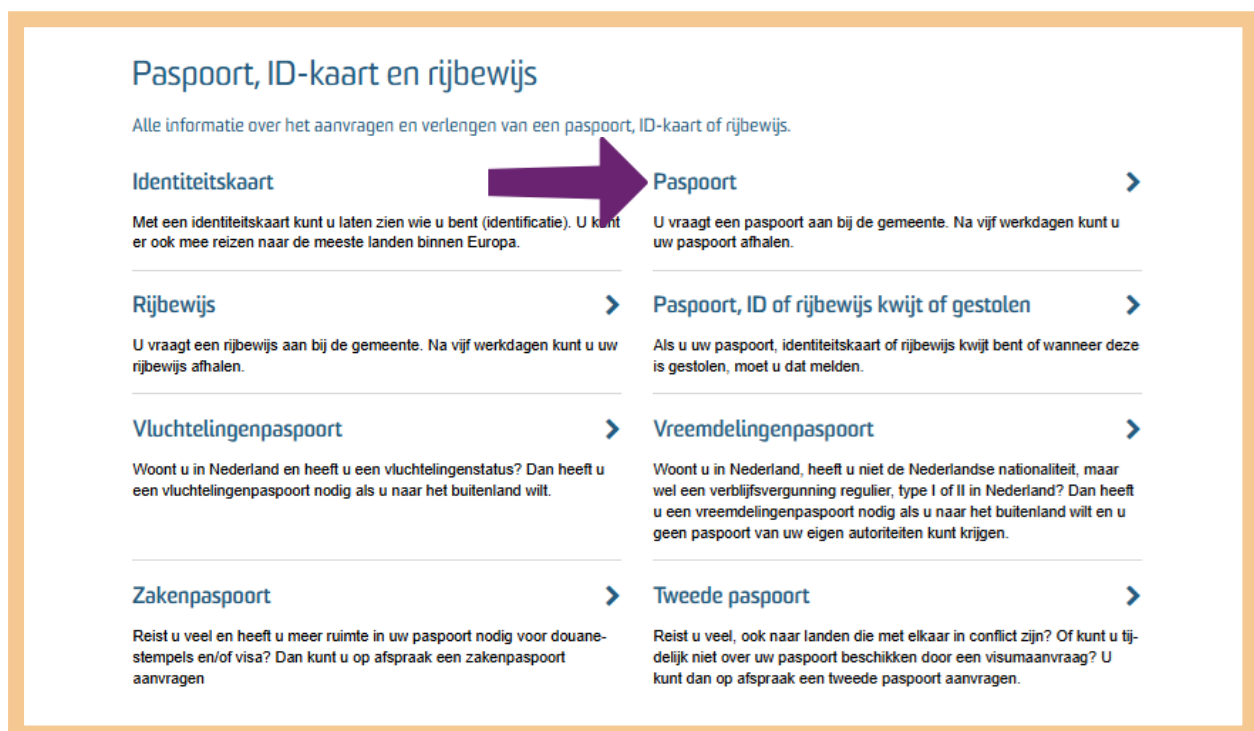 Paspoort, ID-kaart en rijbewijs
Alle informatie over het aanvragen en verlengen van een paspoort, ID-kaart of rijbewijs.
Identiteitskaart
Met een identiteitskaart kunt u laten zien wie u bent (identificatie). U kunt
er ook mee reizen naar de meeste landen binnen Europa.
Paspoort
U vraagt een paspoort aan bij de gemeente. Na vijf werkdagen kunt u
uw paspoort afhalen.
Rijbewijs
U vraagt een rijbewijs aan bij de gemeente. Na vijf werkdagen kunt u uw
rijbewijs afhalen.
Paspoort, ID of rijbewijs kwijt of gestolen
Als u uw paspoort, identiteitskaart of rijbewijs kwijt bent of wanneer deze
is gestolen, moet u dat melden.
Vluchtelingenpaspoort
Woont u in Nederland en heeft u een vluchtelingenstatus? Dan heeft u
een vluchtelingenpaspoort nodig als u naar het buitenland wilt.
Vreemdelingenpaspoort
Woont u in Nederland, heeft u niet de Nederlandse nationaliteit, maar
wel een verblijfsvergunning regulier, type I of II in Nederland? Dan heeft
u een vreemdelingenpaspoort nodig als u naar het buitenland wilt en u
geen paspoort van uw eigen autoriteiten kunt krijgen.
Zakenpaspoort
Reist u veel en heeft u meer ruimte in uw paspoort nodig voor douane-
stempels en/of visa? Dan kunt u op afspraak een zakenpaspoort
aanvragen
Tweede paspoort
Reist u veel, ook naar landen die met elkaar in conflict zijn? Of kunt u tij-
delijk niet over uw paspoort beschikken door een visumaanvraag? U
kunt dan op afspraak een tweede paspoort aanvragen.